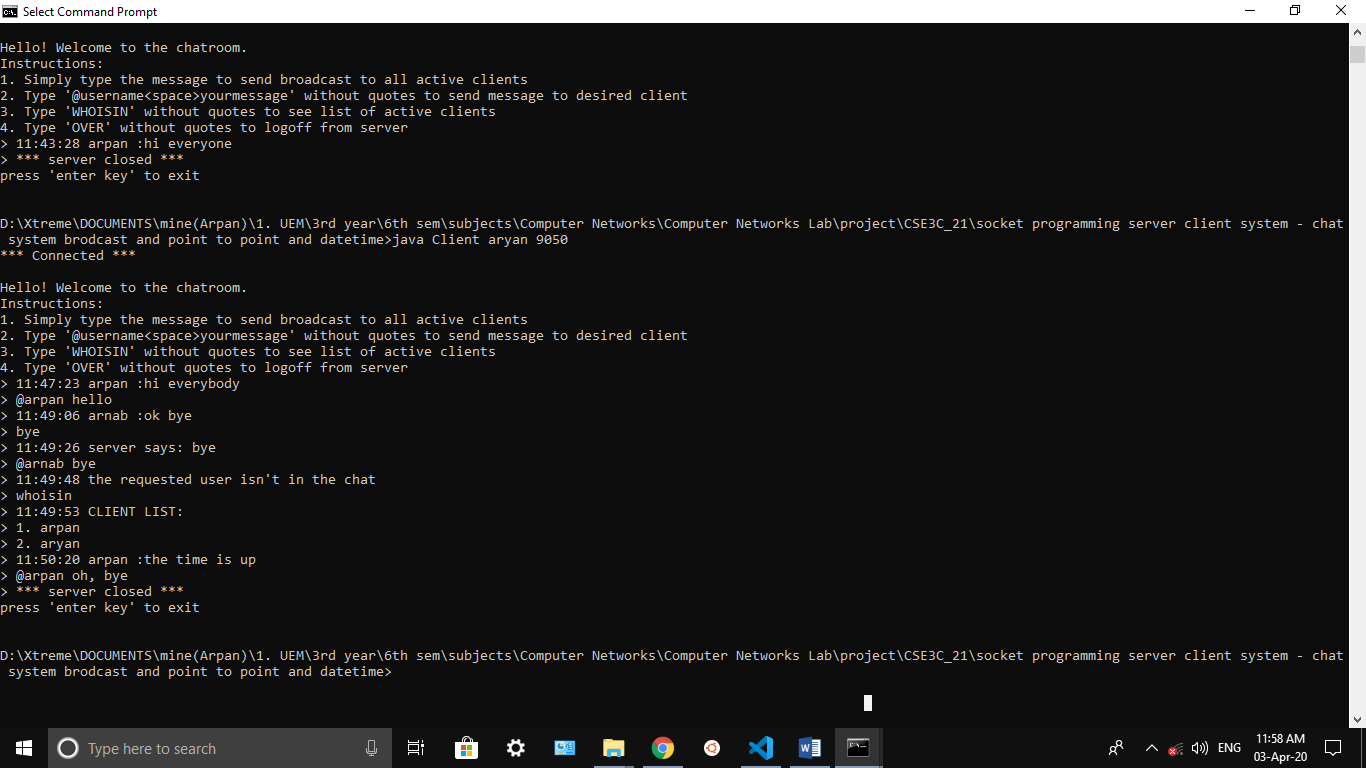 Select Command Prompt
Hello! Welcome to the chatroom.
Instructions:
1. Simply type the message to send broadcast to all active clients
2. Type '@username<space>yourmessage' without quotes to send message to desired client
3. Type 'WHOISIN' without quotes to see list of active clients
4. Type 'OVER' without quotes to logoff from server
> 11:43:28 arpan :hi everyone
> *** server closed ***
press 'enter key' to exit
D:\Xtreme\DOCUMENTS\mine(Arpan)\1. UEM\3rd year\6th sem\subjects\Computer Networks\Computer Networks Lab\project\CSE3C_21\socket programming server client system - chat
system brodcast and point to point and datetime>java Client aryan 9050
*** Connected ***
Hello! Welcome to the chatroom.
Instructions:
1. Simply type the message to send broadcast to all active clients
2. Type '@username<space>yourmessage' without quotes to send message to desired client
3. Type 'WHOISIN' without quotes to see list of active clients
4. Type 'OVER' without quotes to logoff from server
> 11:47:23 arpan :hi everybody
> @arpan hello
> 11:49:06 arnab :ok bye
> bye
> 11:49:26 server says: bye
> @arnab bye
> 11:49:48 the requested user isn't in the chat
> whoisin
> 11:49:53 CLIENT LIST:
> 1. arpan
> 2. aryan
> 11:50:20 arpan :the time is up
> @arpan oh, bye
> *** server closed ***
press 'enter key' to exit
D:\Xtreme\DOCUMENTS\mine(Arpan)\1. UEM\3rd year\6th sem\subjects\Computer Networks\Computer Networks Lab\project\CSE3C_21\socket programming server client system - chat
system brodcast and point to point and datetime>
Type here to search
ENG
11:58 AM
03-Apr-20